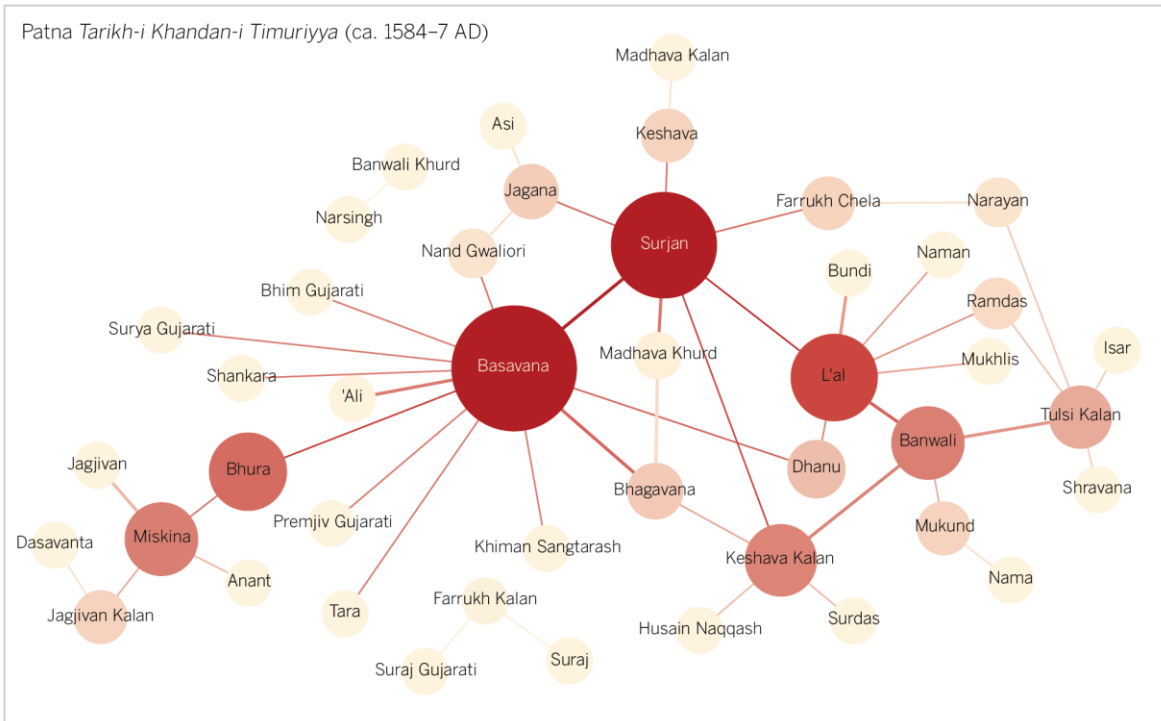 Patna Tarikh-i Khandan-i Timuriyya (ca. 1584–7 AD)
Madhava Kalan
Asi
Keshava
Banwali Khurd
Jagana
Farrukh Chela
Narayan
Narsingh
Nand Gwaliori
Surjan
Naman
Bundi
Bhim Gujarati
Ramdas
Surya Gujarati
Madhava Khurd
Isar
Mukhlis
Basavana
L'al
Shankara
'Ali
Tulsi Kalan
Banwali
Jagjivan
Bhura
Dhanu
Bhagavana
Shravana
Premjiv Gujarati
Mukund
Miskina
Dasavanta
Khiman Sangtarash
Keshava Kalan
Anant
Nama
Farrukh Kalan
Tara
Jagjivan Kalan
Surdas
Husain Naqqash
Suraj
Suraj Gujarati